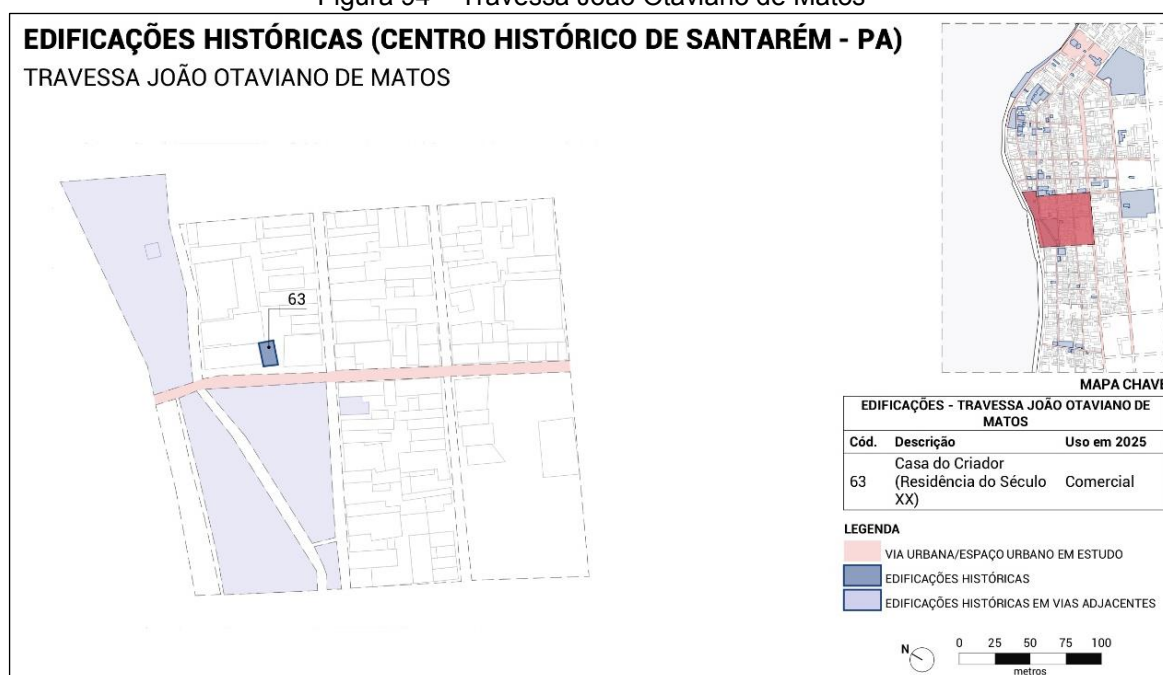 Figura 94 – Travessa João Otaviano de Matos
EDIFICAÇÕES HISTÓRICAS (CENTRO HISTÓRICO DE SANTARÉM - PA)
TRAVESSA JOÃO OTAVIANO DE MATOS
63
MAPA CHAVE
EDIFICAÇÕES - TRAVESSA JOÃO OTAVIANO DE
MATOS
Cód. Descrição Uso em 2025
63 Casa do Criador (Residência do Século XX) Comercial
LEGENDA
VIA URBANA/ESPAÇO URBANO EM ESTUDO
EDIFICAÇÕES HISTÓRICAS
EDIFICAÇÕES HISTÓRICAS EM VIAS ADJACENTES
N
0 25 50 75 100
metros